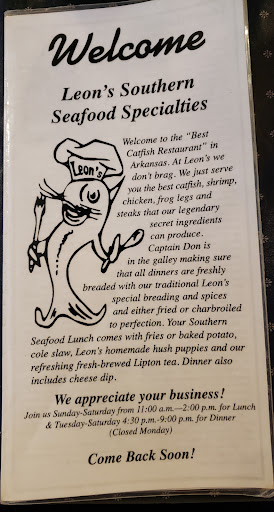 Welcome
Leon's Southern
Seafood Specialties
Welcome to the "Best
Catfish Restaurant" in
Arkansas. At Leon's we
don't brag. We just serve
you the best catfish, shrimp,
chicken, frog legs and
steaks that our legendary
secret ingredients
can produce.
Captain Don is
in the galley making sure
that all dinners are freshly
breaded with our traditional Leon's
special breading and spices
and either fried or charbroiled
to perfection. Your Southern
Seafood Lunch comes with fries or baked potato,
cole slaw, Leon's homemade hush puppies and our
refreshing fresh-brewed Lipton tea. Dinner also
includes cheese dip.
Leon's
We appreciate your business!
Join us Sunday-Saturday from 11:00 a.m.—2:00 p.m. for Lunch
& Tuesday-Saturday 4:30 p.m.-9:00 p.m. for Dinner
(Closed Monday)
Come Back Soon!